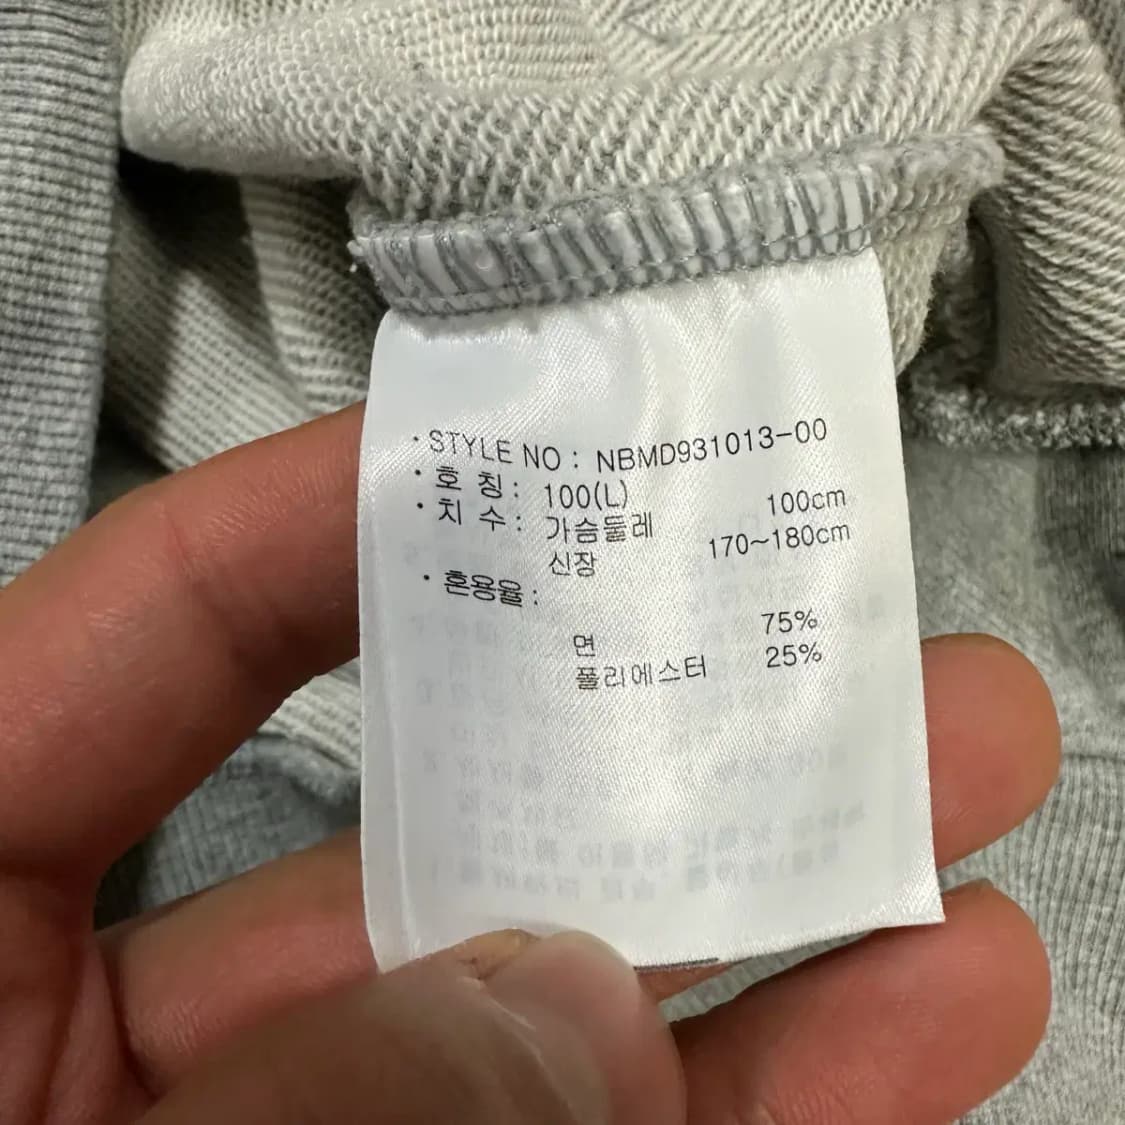 ·STYLE NO : NBMD931013-00
·호 칭 : 100(L)
·치 수 : 가슴둘레 100cm
신장 170~180cm
·혼용율 :
면 75%
폴리에스터 25%